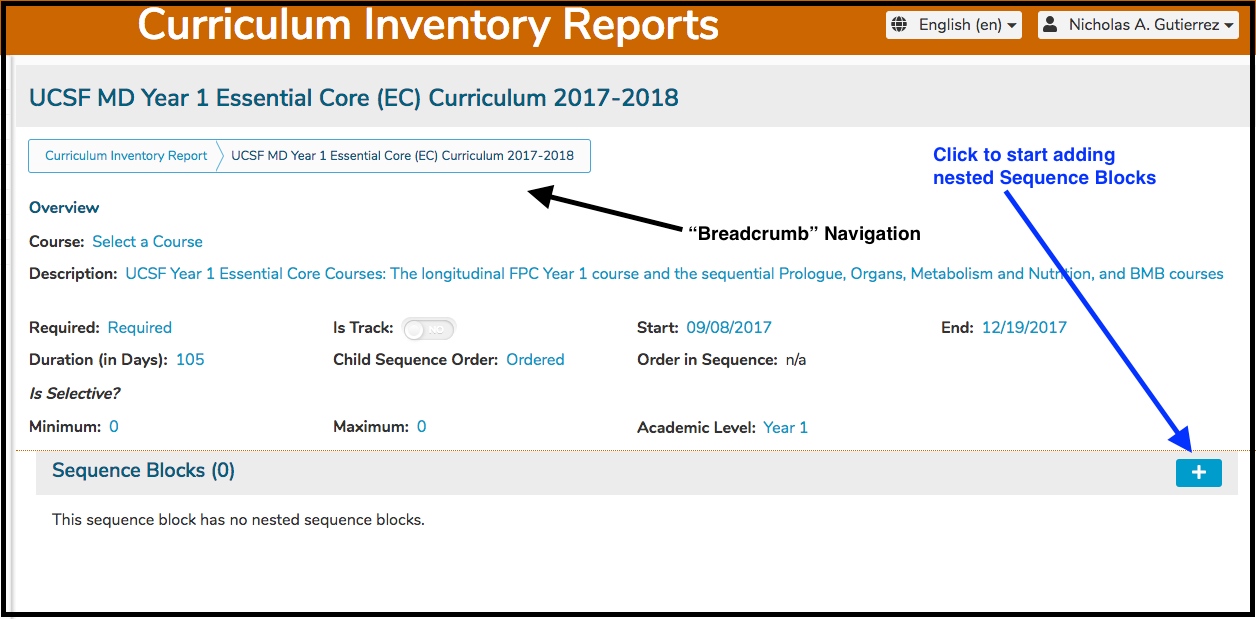 Curriculum Inventory Reports
English (en)
Nicholas A. Gutierrez
UCSF MD Year 1 Essential Core (EC) Curriculum 2017-2018
Curriculum Inventory Report UCSF MD Year 1 Essential Core (EC) Curriculum 2017-2018
Click to start adding
nested Sequence Blocks
Overview
“Breadcrumb” Navigation
Course: Select a Course
Description: UCSF Year 1 Essential Core Courses: The longitudinal FPC Year 1 course and the sequential Prologue, Organs, Metabolism and Nutrition, and BMB courses
Required: Required Is Track: NO Start: 09/08/2017 End: 12/19/2017
Duration (in Days): 105 Child Sequence Order: Ordered Order in Sequence: n/a
Is Selective?
Minimum: 0 Maximum: 0 Academic Level: Year 1
Sequence Blocks (0)
This sequence block has no nested sequence blocks.